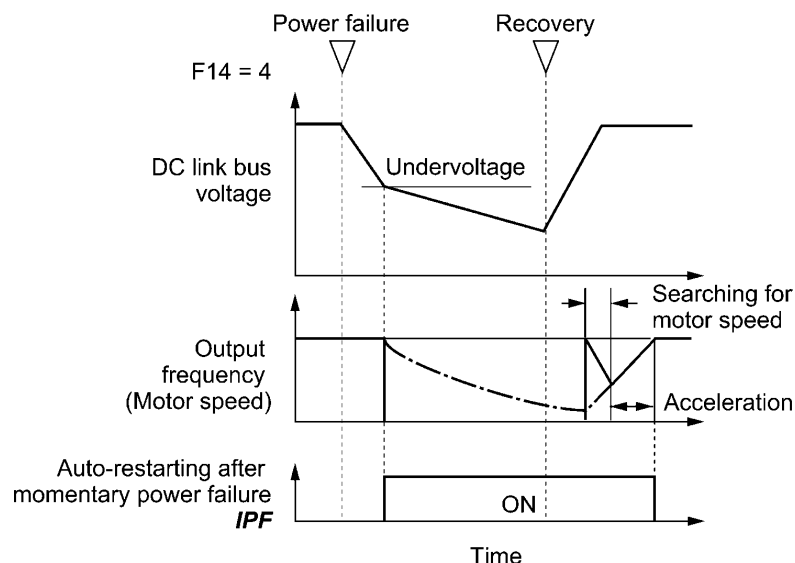 Power failure
Recovery
F14 = 4
DC link bus
voltage
Undervoltage
Searching for
motor speed
Output
frequency
(Motor speed)
Acceleration
Auto-restarting after
momentary power failure
IPF
ON
Time